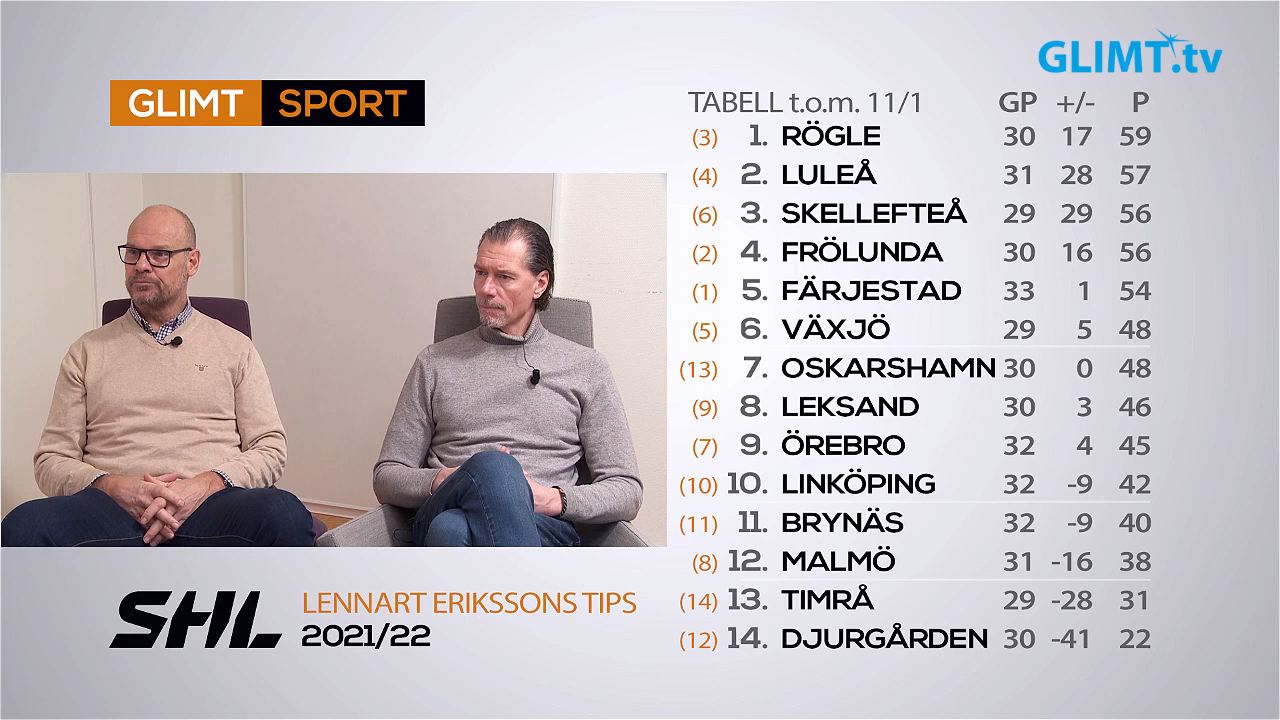 GLIMT.tv
GLIMT SPORT
TABELL t.o.m. 11/1 GP +/- P
(3) 1. RÖGLE 30 17 59
(4) 2. LULEÅ 31 28 57
(6) 3. SKELLEFTEÅ 29 29 56
(2) 4. FRÖLUNDA 30 16 56
(1) 5. FÄRJESTAD 33 1 54
(5) 6. VÄXJÖ 29 5 48
(13) 7. OSKARSHAMN 30 0 48
(9) 8. LEKSAND 30 3 46
(7) 9. ÖREBRO 32 4 45
(10) 10. LINKÖPING 32 -9 42
(11) 11. BRYNÄS 32 -9 40
(8) 12. MALMÖ 31 -16 38
(14) 13. TIMRÅ 29 -28 31
(12) 14. DJURGÅRDEN 30 -41 22
SHL LENNART ERIKSSONS TIPS
2021/22